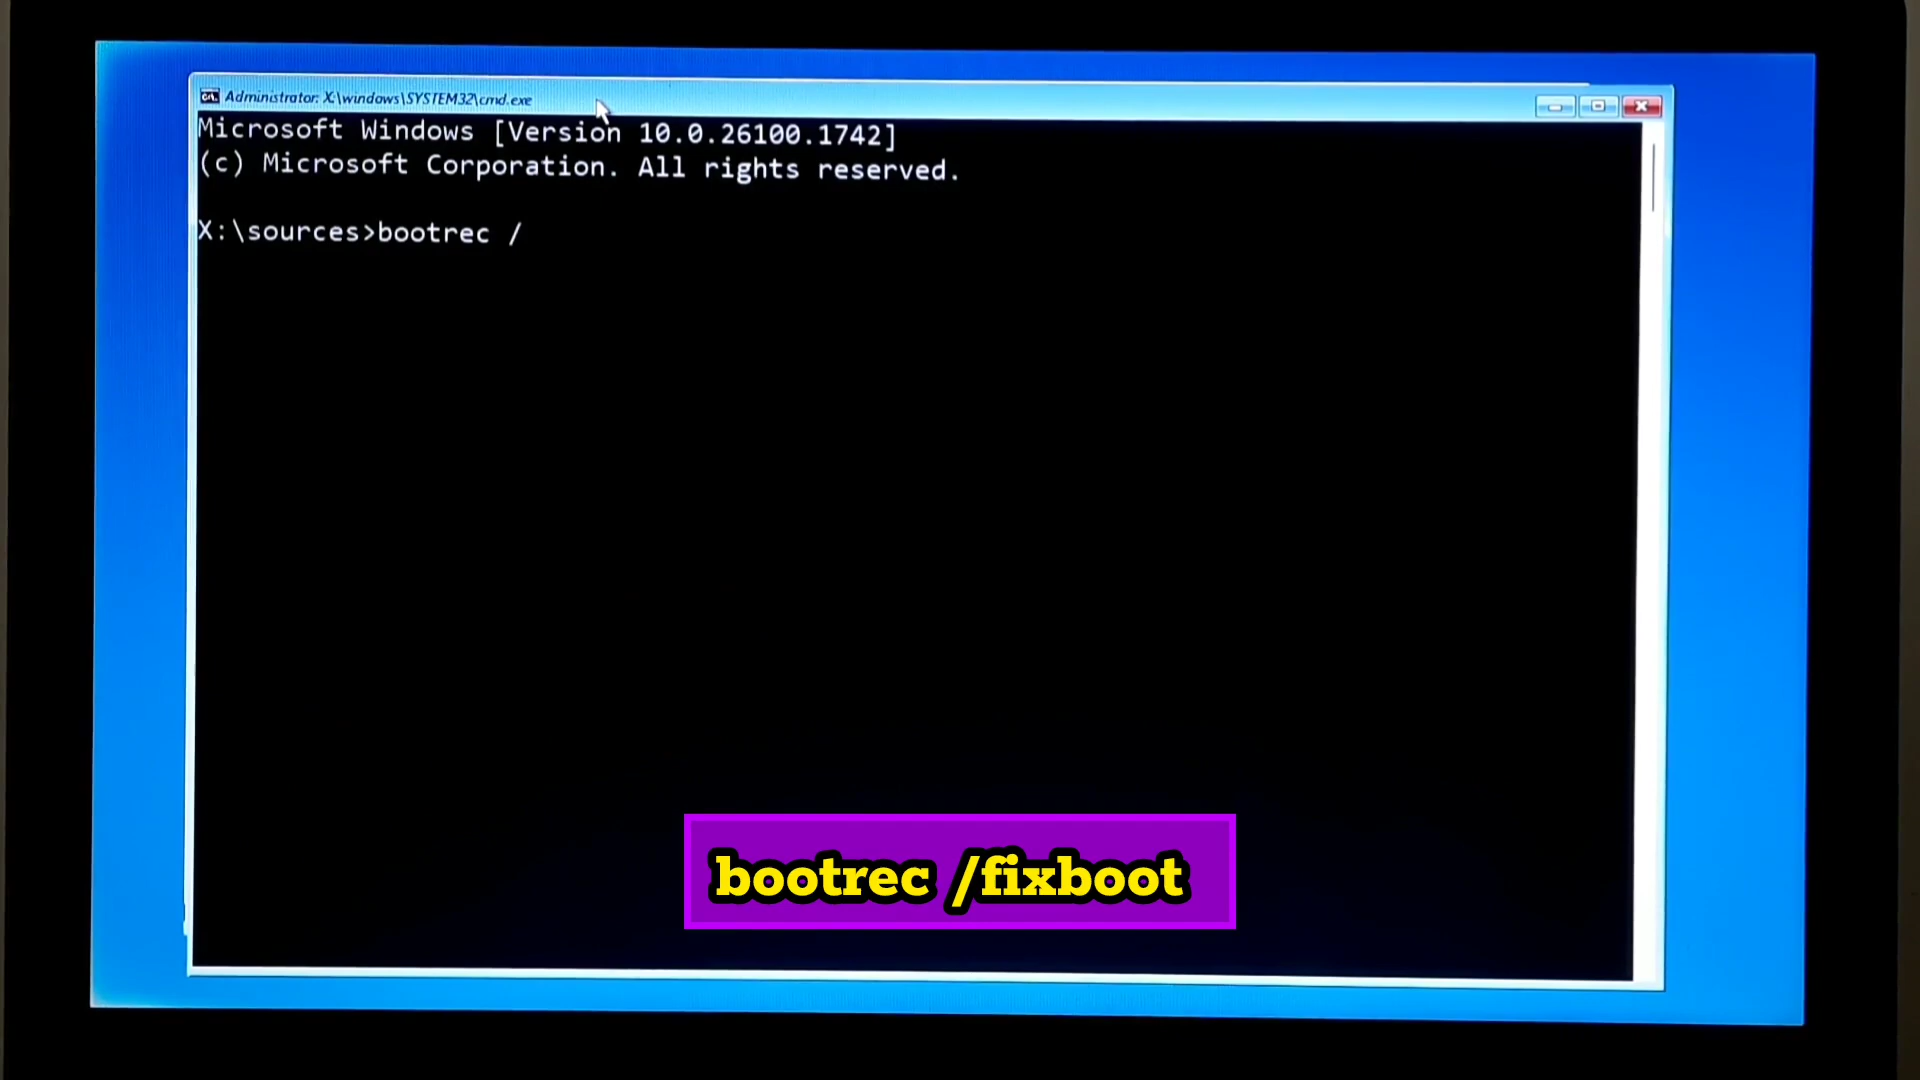 Administrator: X:\windows\SYSTEM32\cmd.exe
Microsoft Windows [Version 10.0.26100.1742]
(c) Microsoft Corporation. All rights reserved.
X:\sources>bootrec /
bootrec /fixboot